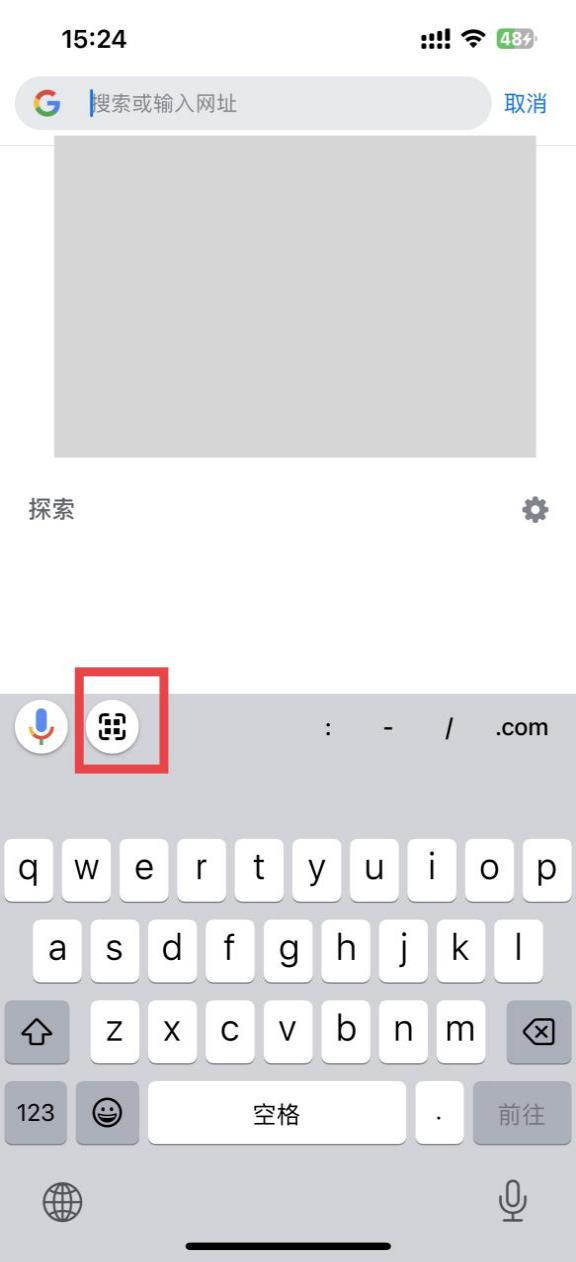 15:24
48
搜索或输入网址 取消
探索
: - / .com
q w e r t y u i o p
a s d f g h j k l
z x c v b n m
123 空格 . 前往